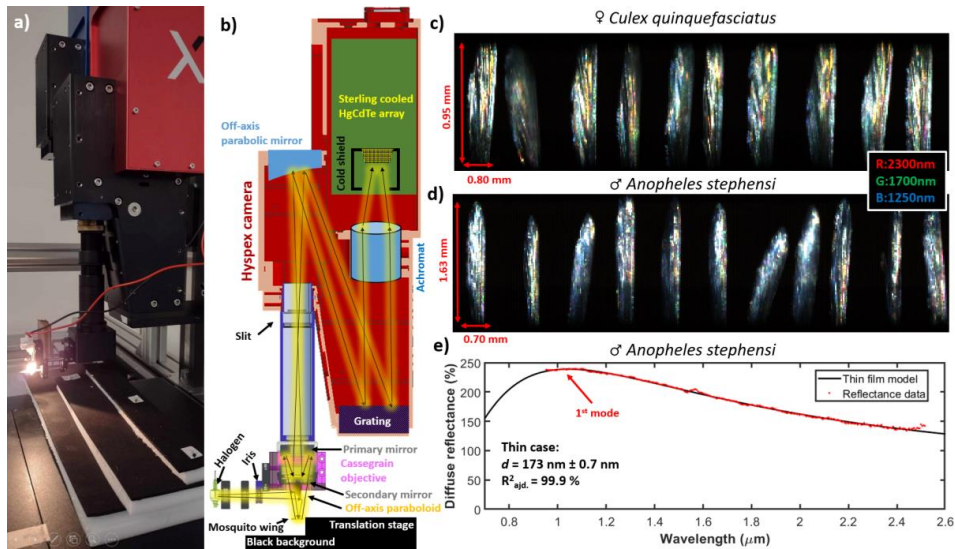 a)
X
b)
Off-axis
parabolic mirror
Sterling cooled
HgCdTe array
Cold shield
Hyspex camera
Achromat
Slit
Grating
Primary mirror
Cassegrain
objective
Secondary mirror
Off-axis paraboloid
Halogen
Iris
Mosquito wing
Translation stage
Black background
c)
♀ Culex quinquefasciatus
0.95 mm
0.80 mm
R:2300nm
G:1700nm
B:1250nm
d)
♂ Anopheles stephensi
1.63 mm
0.70 mm
e)
♂ Anopheles stephensi
Diffuse reflectance (%)
250
200
150
100
50
0
Thin film model
Reflectance data
1st mode
Thin case:
d = 173 nm ± 0.7 nm
R²ajd. = 99.9 %
0.8 1 1.2 1.4 1.6 1.8 2 2.2 2.4 2.6
Wavelength (μm)